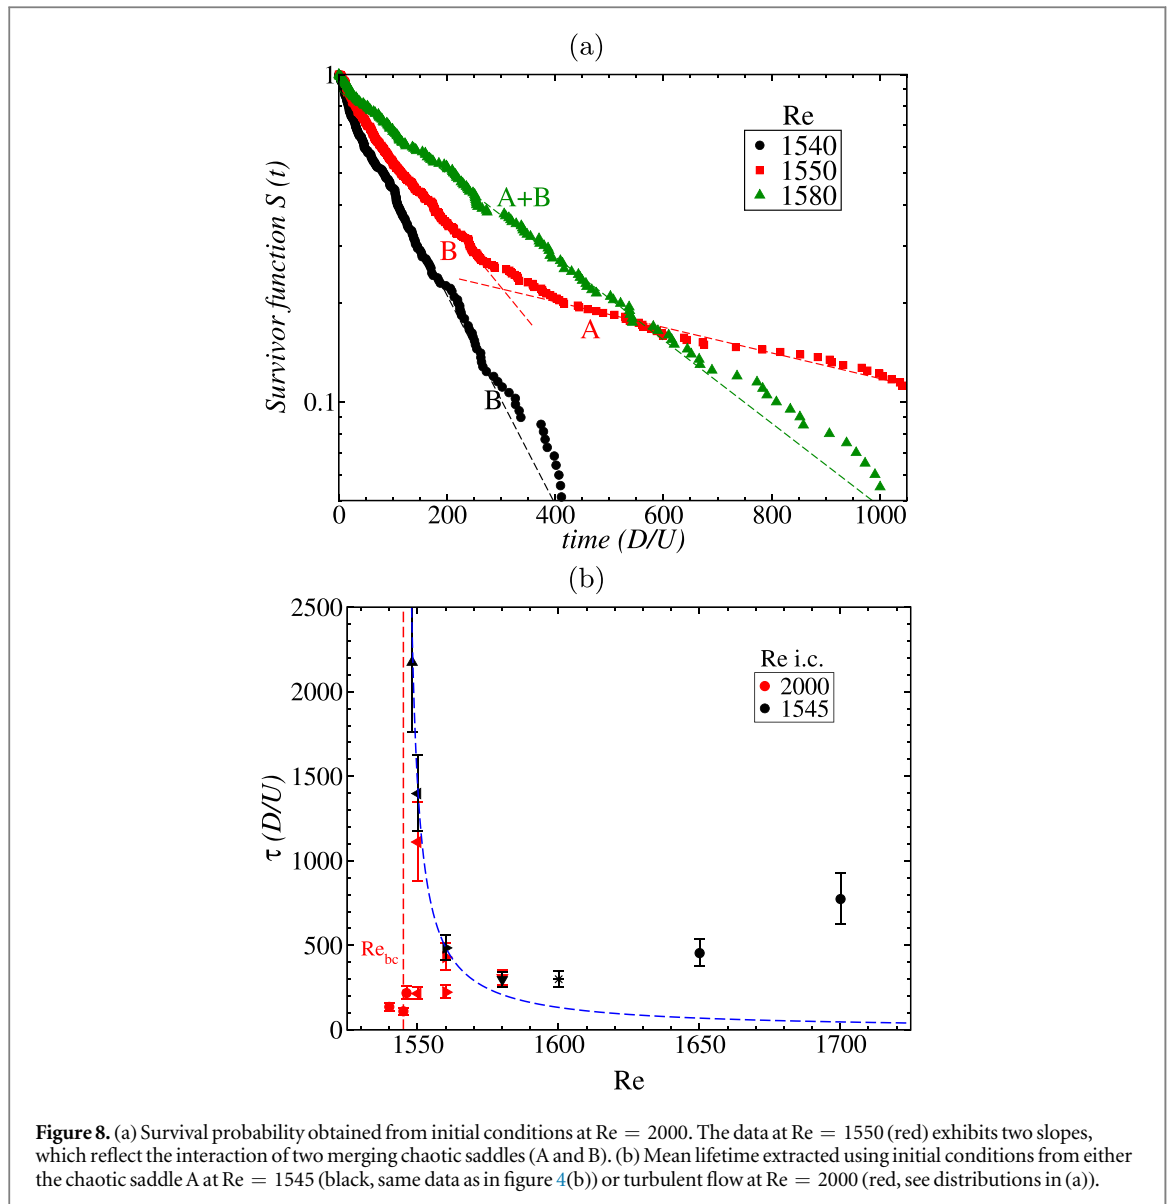 (a)
1
0.1
Survivor function S (t)
Re
1540
1550
1580
A+B
B
A
B
0 200 400 600 800 1000
time (D/U)
(b)
2500
2000
1500
1000
500
0
τ (D/U)
Re i.c.
2000
1545
Re_bc
1550 1600 1650 1700
Re
Figure 8. (a) Survival probability obtained from initial conditions at Re = 2000. The data at Re = 1550 (red) exhibits two slopes,
which reflect the interaction of two merging chaotic saddles (A and B). (b) Mean lifetime extracted using initial conditions from either
the chaotic saddle A at Re = 1545 (black, same data as in figure 4(b)) or turbulent flow at Re = 2000 (red, see distributions in (a)).